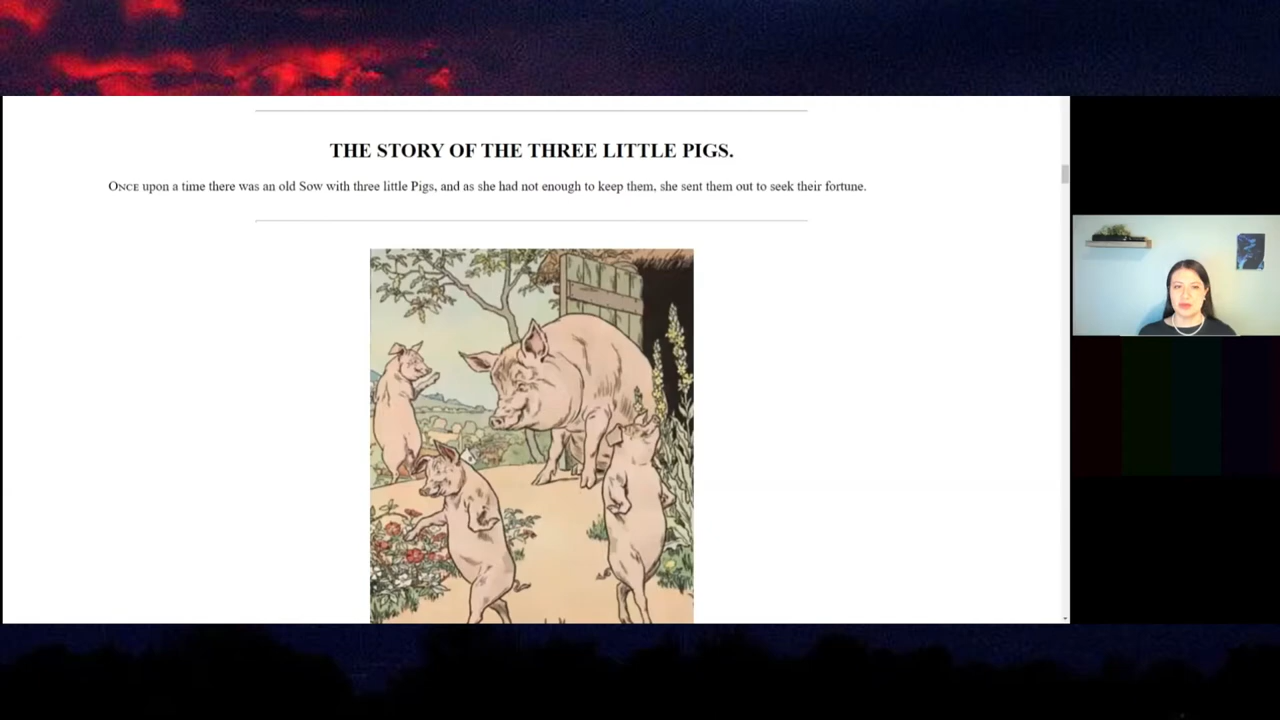 THE STORY OF THE THREE LITTLE PIGS.
ONCE upon a time there was an old Sow with three little Pigs, and as she had not enough to keep them, she sent them out to seek their fortune.